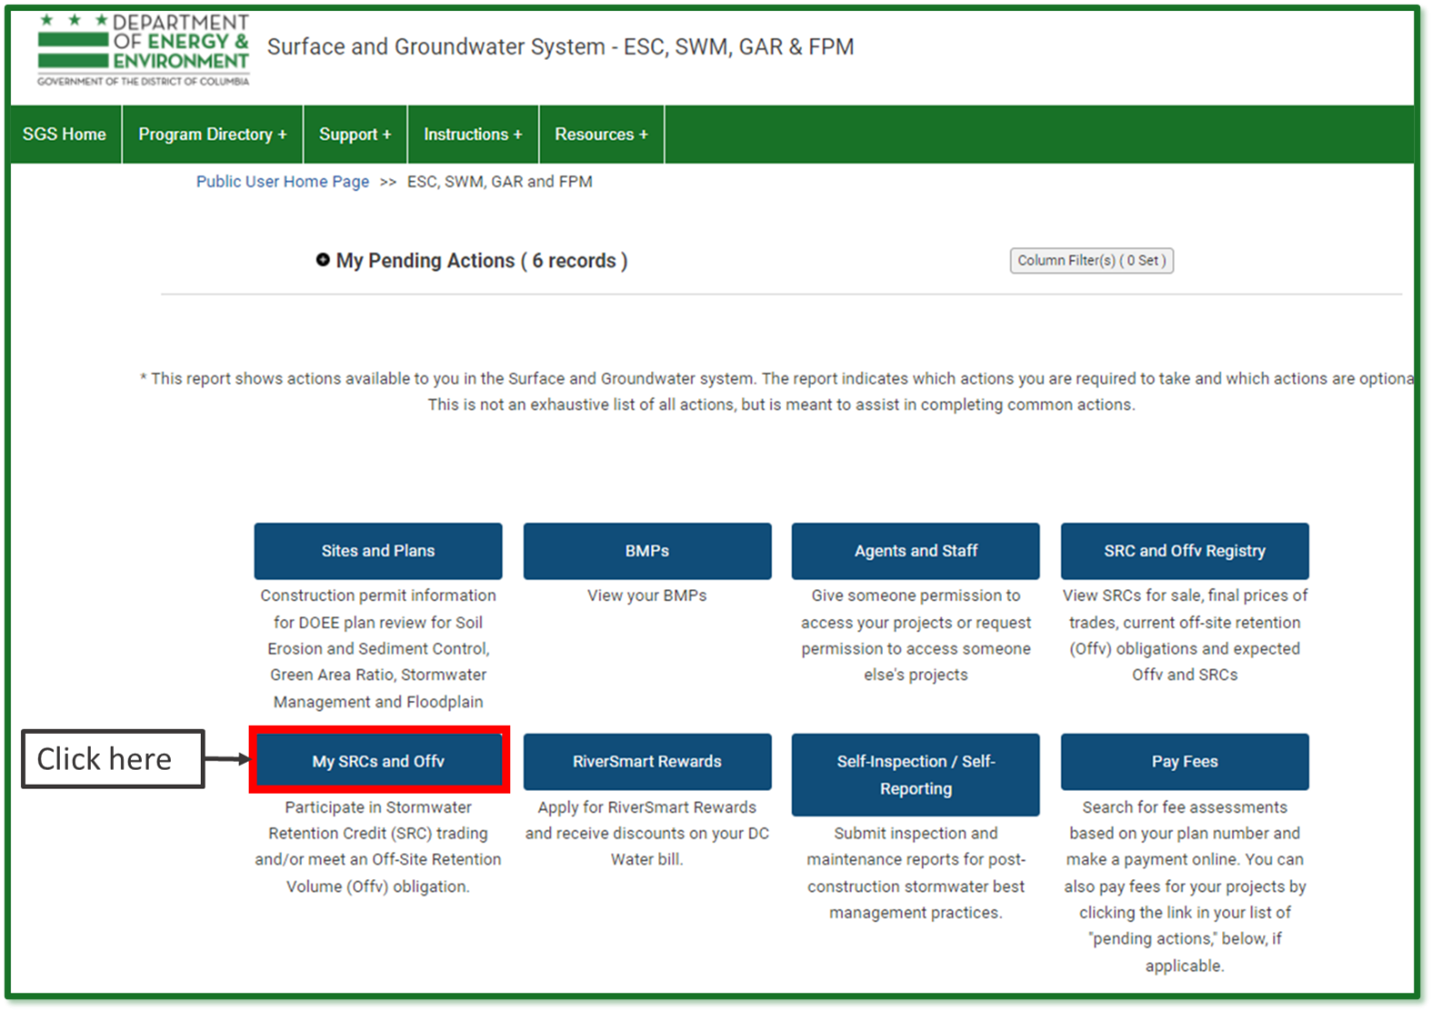 DEPARTMENT
OF ENERGY &
ENVIRONMENT
GOVERNMENT OF THE DISTRICT OF COLUMBIA
Surface and Groundwater System - ESC, SWM, GAR & FPM
SGS Home
Program Directory +
Support +
Instructions +
Resources +
Public User Home Page >> ESC, SWM, GAR and FPM
My Pending Actions ( 6 records )
Column Filter(s) ( 0 Set )
* This report shows actions available to you in the Surface and Groundwater system. The report indicates which actions you are required to take and which actions are optiona
This is not an exhaustive list of all actions, but is meant to assist in completing common actions.
Sites and Plans
Construction permit information
for DOEE plan review for Soil
Erosion and Sediment Control,
Green Area Ratio, Stormwater
Management and Floodplain
BMPs
View your BMPs
Agents and Staff
Give someone permission to
access your projects or request
permission to access someone
else's projects
SRC and Offv Registry
View SRCs for sale, final prices of
trades, current off-site retention
(Offv) obligations and expected
Offv and SRCs
Click here
My SRCs and Offv
Participate in Stormwater
Retention Credit (SRC) trading
and/or meet an Off-Site Retention
Volume (Offv) obligation.
RiverSmart Rewards
Apply for RiverSmart Rewards
and receive discounts on your DC
Water bill.
Self-Inspection / Self-
Reporting
Submit inspection and
maintenance reports for post-
construction stormwater best
management practices.
Pay Fees
Search for fee assessments
based on your plan number and
make a payment online. You can
also pay fees for your projects by
clicking the link in your list of
"pending actions," below, if
applicable.